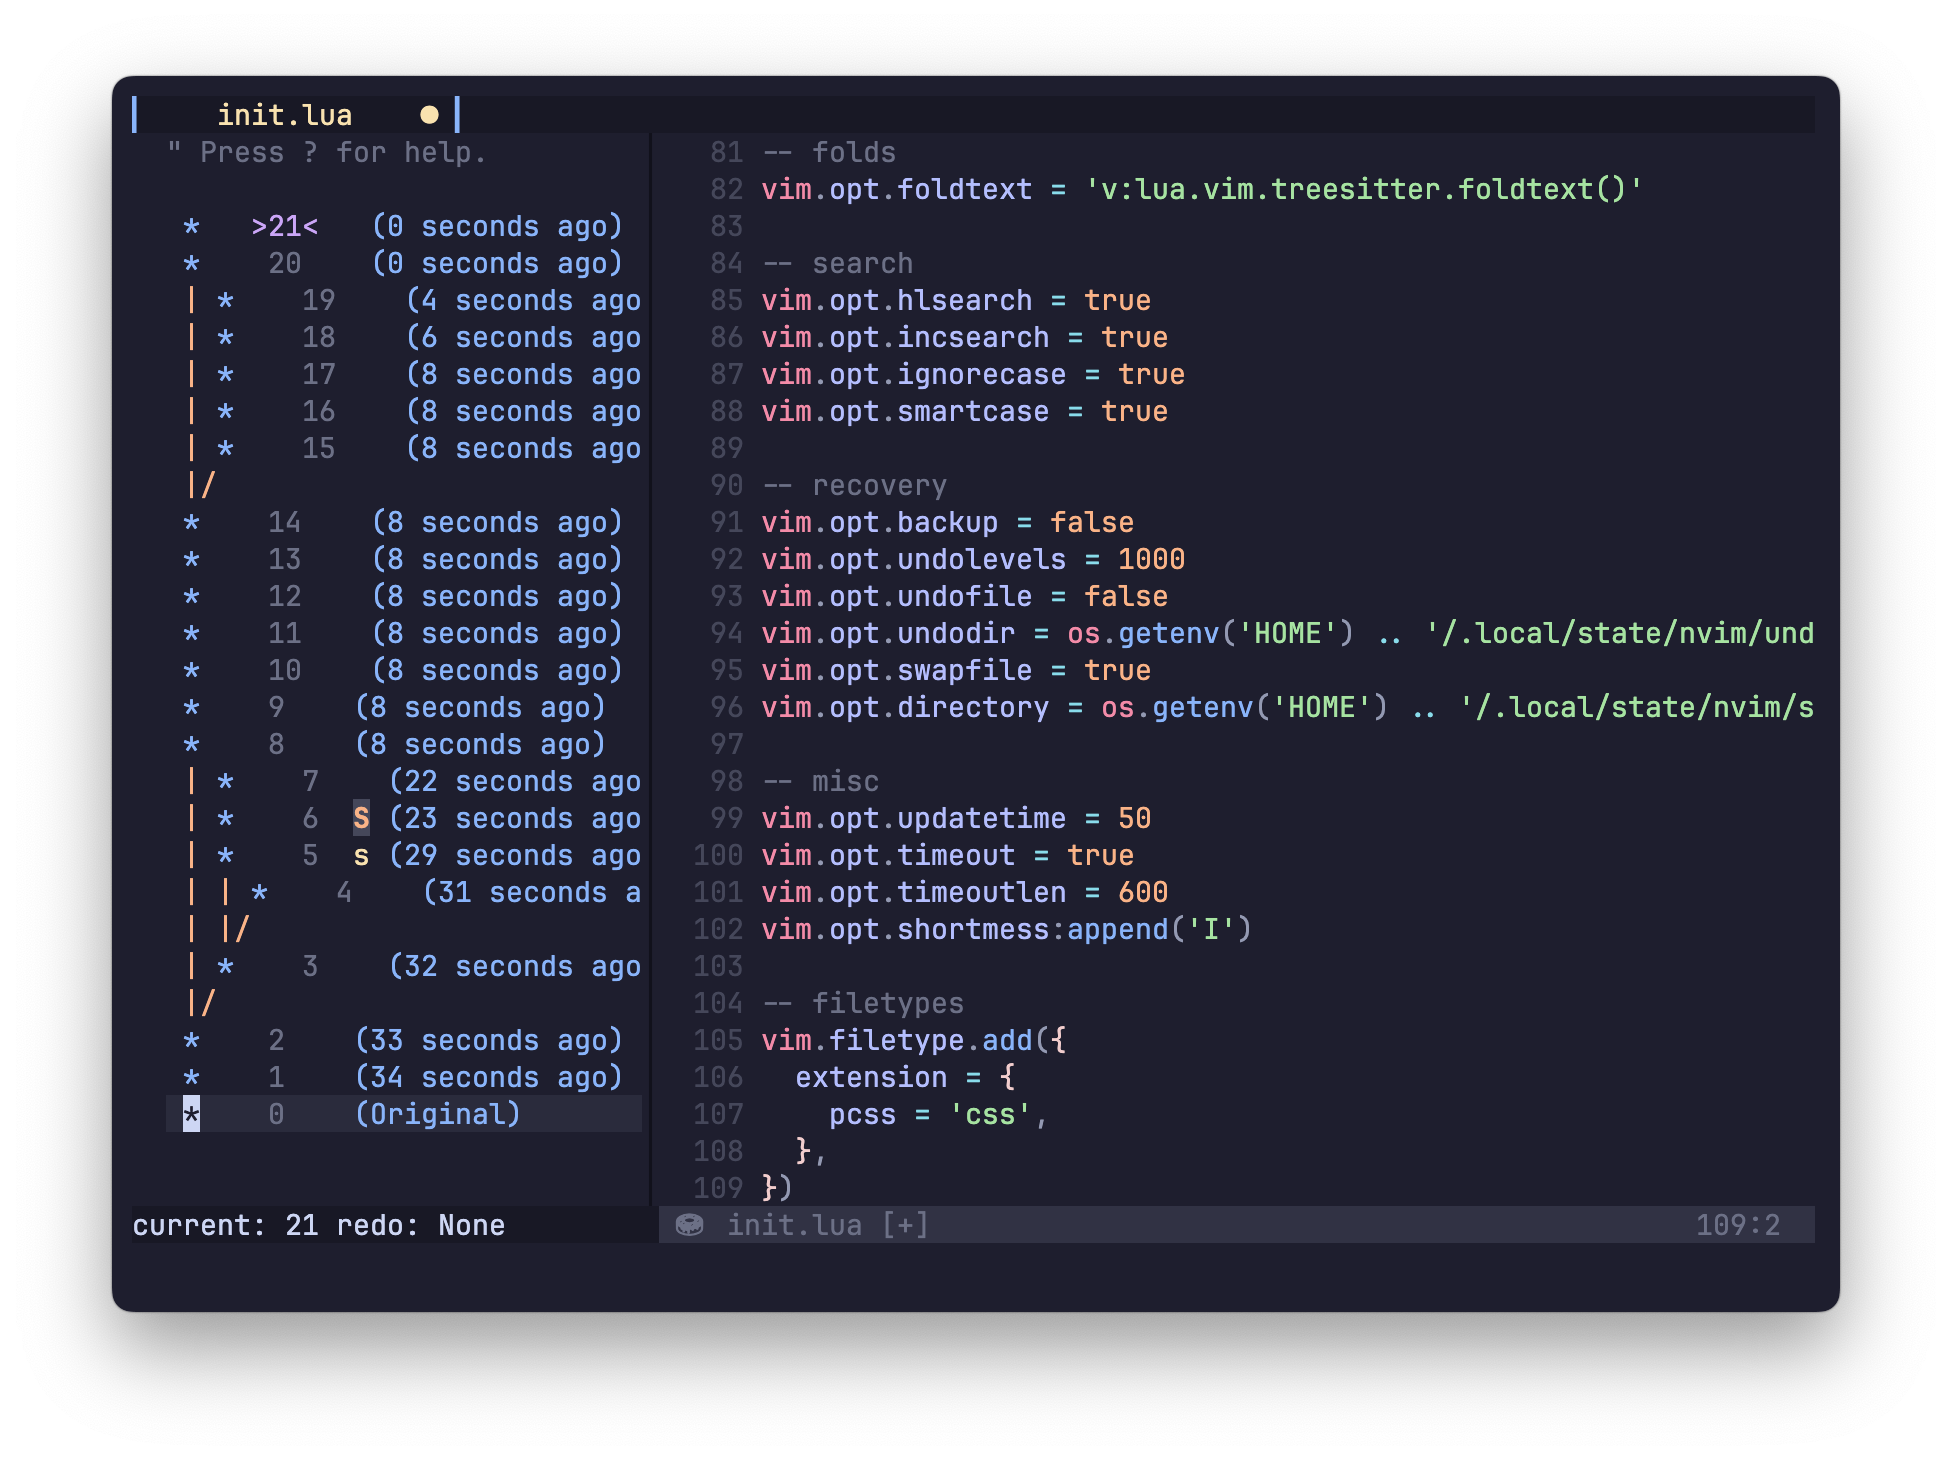 init.lua ●
" Press ? for help.
* >21< (0 seconds ago)
* 20 (0 seconds ago)
| * 19 (4 seconds ago
| * 18 (6 seconds ago
| * 17 (8 seconds ago
| * 16 (8 seconds ago
| * 15 (8 seconds ago
|/
* 14 (8 seconds ago)
* 13 (8 seconds ago)
* 12 (8 seconds ago)
* 11 (8 seconds ago)
* 10 (8 seconds ago)
* 9 (8 seconds ago)
* 8 (8 seconds ago)
| * 7 (22 seconds ago
| * 6 S (23 seconds ago
| * 5 s (29 seconds ago
| | * 4 (31 seconds a
| |/
| * 3 (32 seconds ago
|/
* 2 (33 seconds ago)
* 1 (34 seconds ago)
* 0 (Original)
current: 21 redo: None
81 -- folds
82 vim.opt.foldtext = 'v:lua.vim.treesitter.foldtext()'
83
84 -- search
85 vim.opt.hlsearch = true
86 vim.opt.incsearch = true
87 vim.opt.ignorecase = true
88 vim.opt.smartcase = true
89
90 -- recovery
91 vim.opt.backup = false
92 vim.opt.undolevels = 1000
93 vim.opt.undofile = false
94 vim.opt.undodir = os.getenv('HOME') .. '/.local/state/nvim/und
95 vim.opt.swapfile = true
96 vim.opt.directory = os.getenv('HOME') .. '/.local/state/nvim/s
97
98 -- misc
99 vim.opt.updatetime = 50
100 vim.opt.timeout = true
101 vim.opt.timeoutlen = 600
102 vim.opt.shortmess:append('I')
103
104 -- filetypes
105 vim.filetype.add({
106   extension = {
107     pcss = 'css',
108   },
109 })
init.lua [+] 109:2